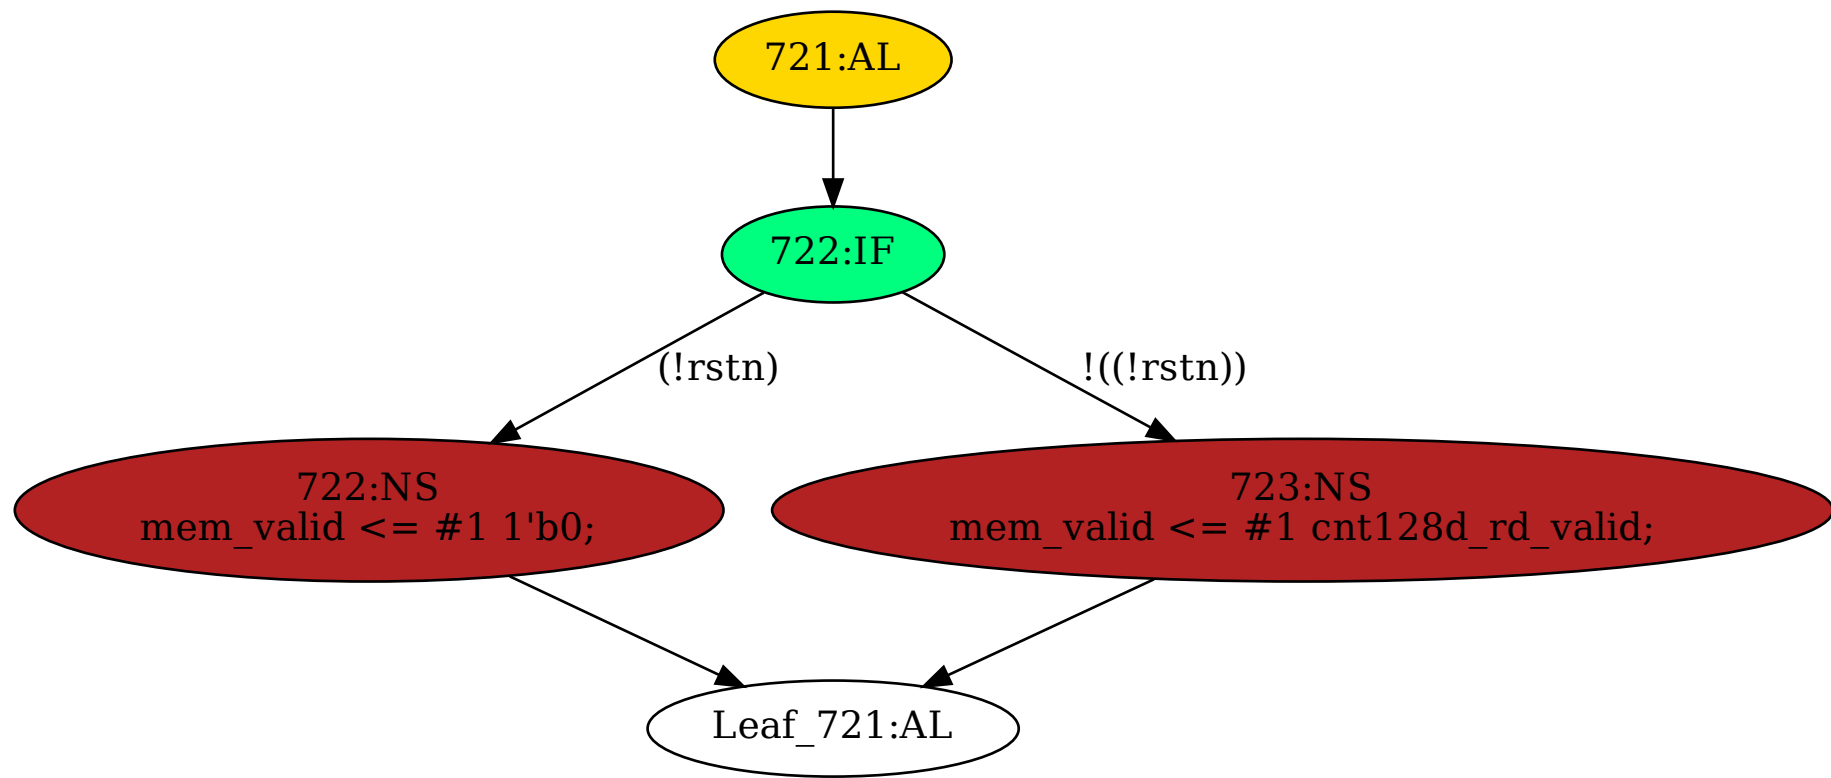 721:AL
722:IF
(!rstn)
!((!rstn))
722:NS
mem_valid <= #1 1'b0;
723:NS
mem_valid <= #1 cnt128d_rd_valid;
Leaf_721:AL